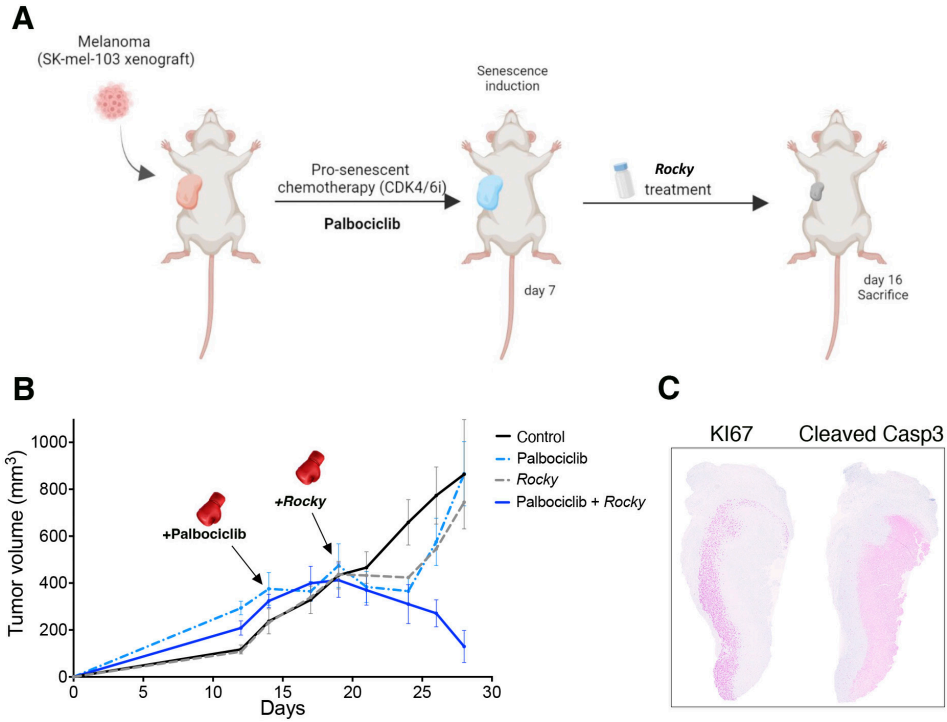 A
Melanoma
(SK-mel-103 xenograft)
Senescence
induction
Pro-senescent
chemotherapy (CDK4/6i)
Palbociclib
Rocky
treatment
day 7
day 16
Sacrifice
B
C
Tumor volume (mm3)
1000
800
600
400
200
0
+Palbociclib
+Rocky
Control
Palbociclib
Rocky
Palbociclib + Rocky
0
5
10
15
20
25
30
Days
KI67
Cleaved Casp3